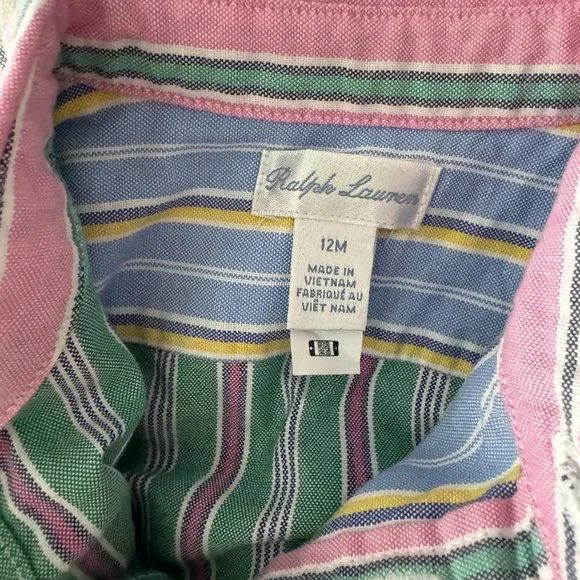 Ralph Lauren
12M
MADE IN
VIETNAM
FABRIQUÉ AU
VIÊT NAM